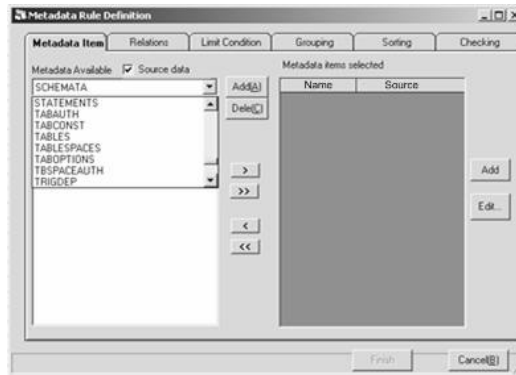 Metadata Rule Definition
Metadata Item Relations Limit Condition Grouping Sorting Checking
Metadata Available Source data Metadata items selected
SCHEMATA Add(A) Name Source
STATEMENTS
TABAUTH Dele(C)
TABCONST
TABLES
TABLESPACES
TABOPTIONS
TBSPACEAUTH > Add
TRIGDEP >>
< Edit...
<<
Finish Cancel(B)